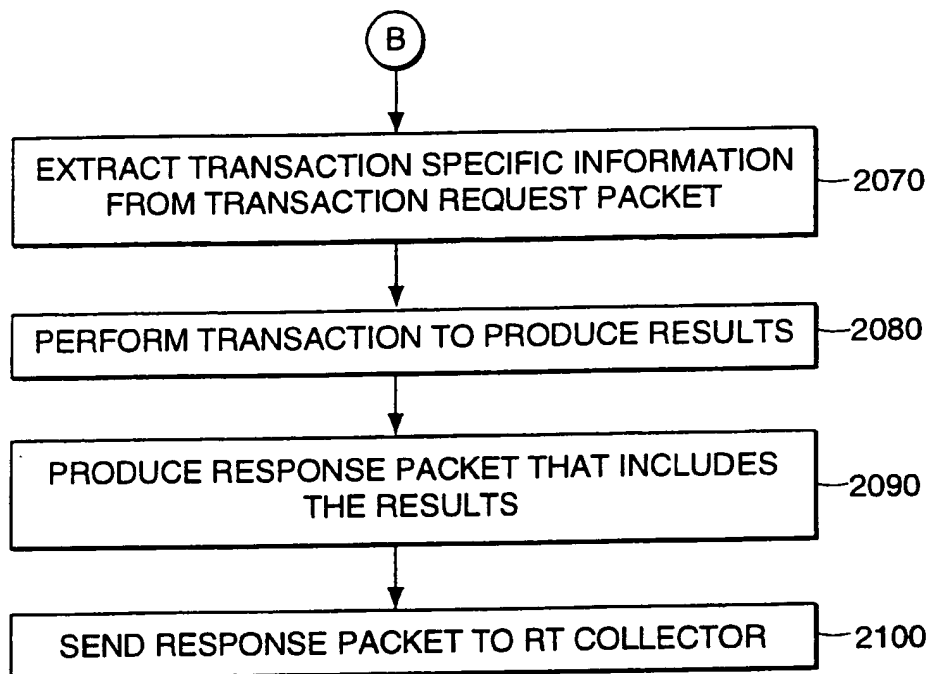 B
EXTRACT TRANSACTION SPECIFIC INFORMATION
FROM TRANSACTION REQUEST PACKET
2070
PERFORM TRANSACTION TO PRODUCE RESULTS
2080
PRODUCE RESPONSE PACKET THAT INCLUDES
THE RESULTS
2090
SEND RESPONSE PACKET TO RT COLLECTOR
2100